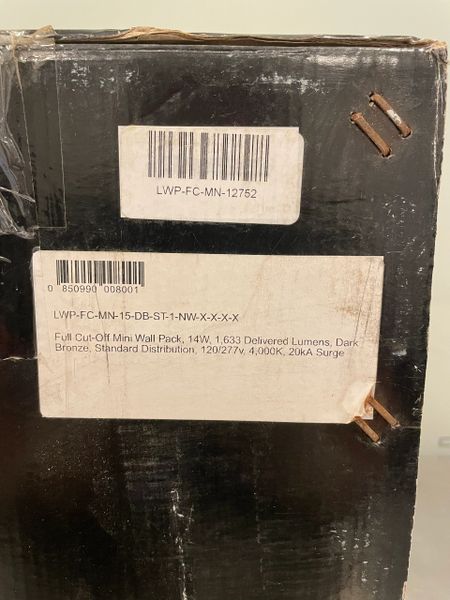 LWP-FC-MN-12752
0 850990 008001
LWP-FC-MN-15-DB-ST-1-NW-X-X-X-X
Full Cut-Off Mini Wall Pack, 14W, 1,633 Delivered Lumens, Dark
Bronze, Standard Distribution, 120/277v, 4,000K, 20kA Surge